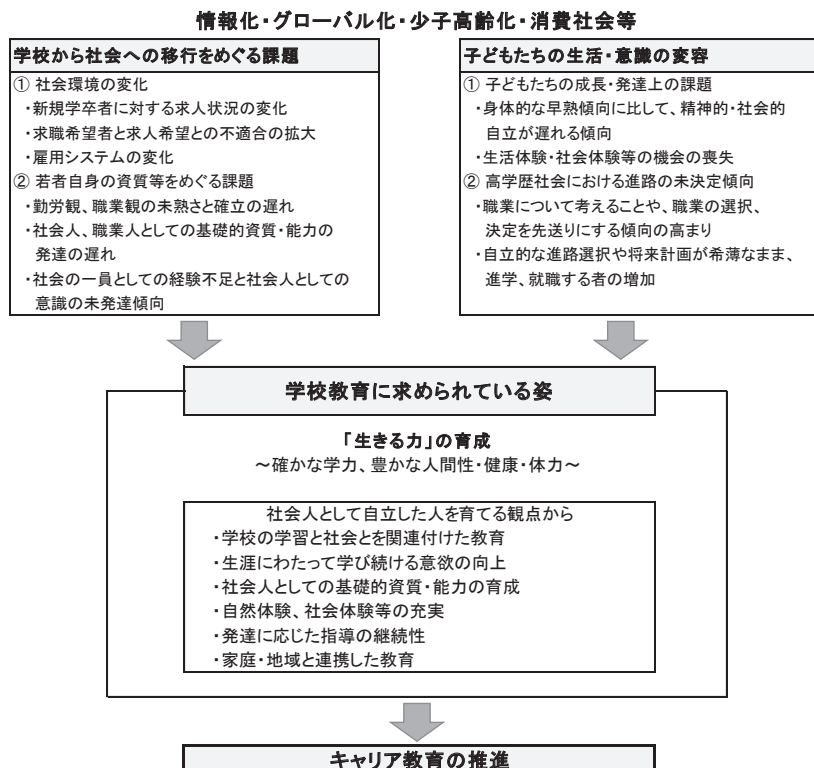 情報化・グローバル化・少子高齢化・消費社会等
学校から社会への移行をめぐる課題
① 社会環境の変化
・新規学卒者に対する求人状況の変化
・求職希望者と求人希望との不適合の拡大
・雇用システムの変化
② 若者自身の資質等をめぐる課題
・勤労観、職業観の未熟さと確立の遅れ
・社会人、職業人としての基礎的資質・能力の
発達の遅れ
・社会の一員としての経験不足と社会人としての
意識の未発達傾向
子どもたちの生活・意識の変容
① 子どもたちの成長・発達上の課題
・身体的な早熟傾向に比して、精神的・社会的
自立が遅れる傾向
・生活体験・社会体験等の機会の喪失
② 高学歴社会における進路の未決定傾向
・職業について考えることや、職業の選択、
決定を先送りにする傾向の高まり
・自立的な進路選択や将来計画が希薄なまま、
進学、就職する者の増加
学校教育に求められている姿
「生きる力」の育成
～確かな学力、豊かな人間性・健康・体力～
社会人として自立した人を育てる観点から
・学校の学習と社会とを関連付けた教育
・生涯にわたって学び続ける意欲の向上
・社会人としての基礎的資質・能力の育成
・自然体験、社会体験等の充実
・発達に応じた指導の継続性
・家庭・地域と連携した教育
キャリア教育の推進